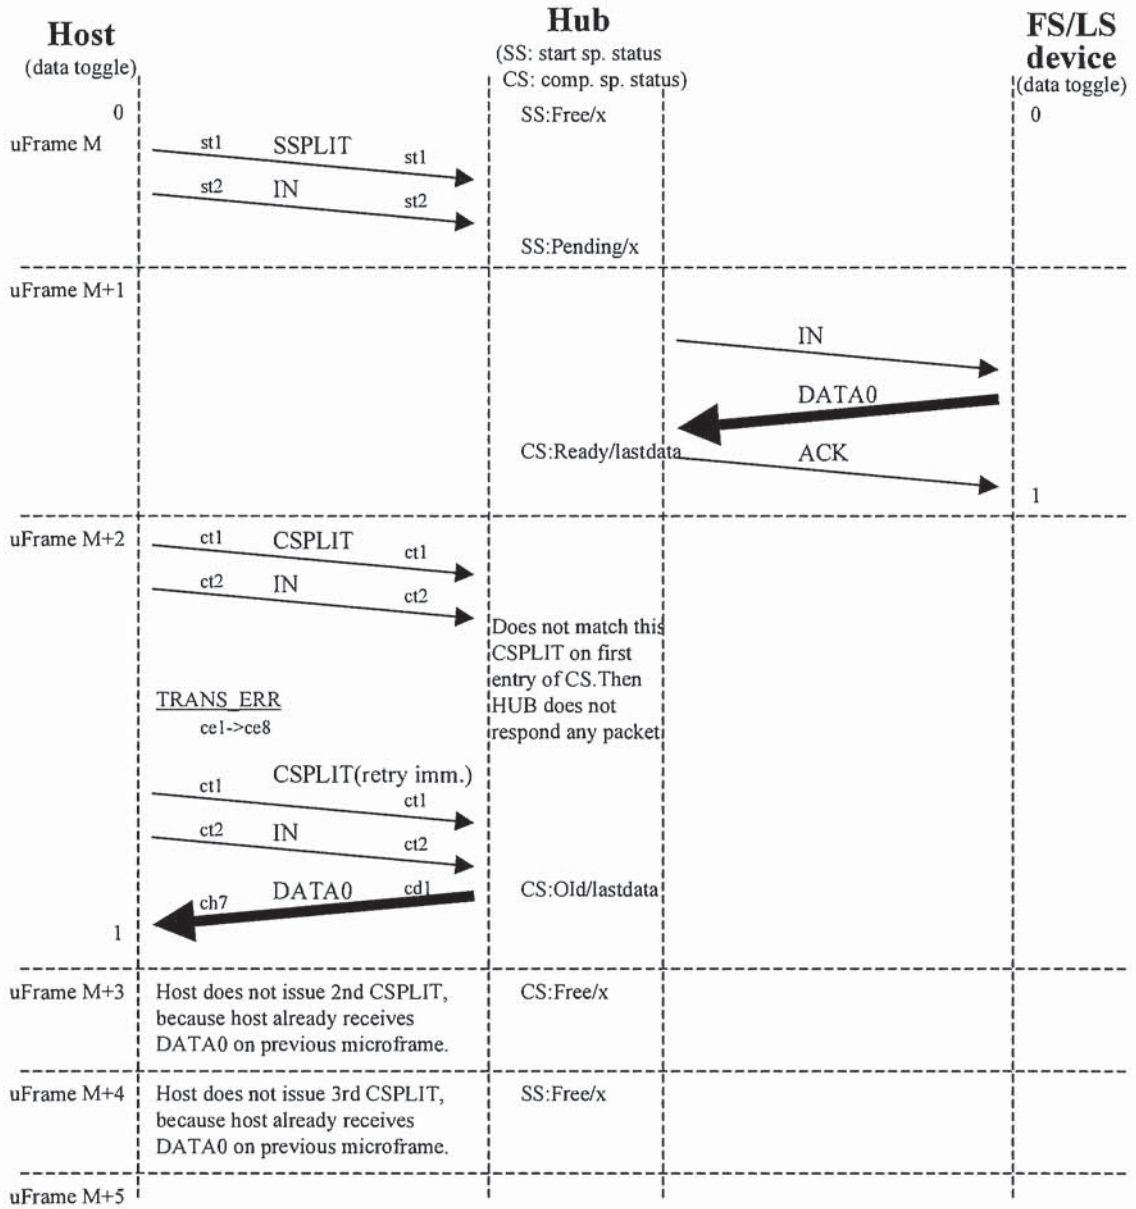 Host
(data toggle)
Hub
(SS: start sp. status
CS: comp. sp. status)
FS/LS
device
(data toggle)
0
SS:Free/x
0
uFrame M
st1 SSPLIT st1
st2 IN st2
SS:Pending/x
uFrame M+1
IN
DATA0
CS:Ready/lastdata
ACK
1
uFrame M+2
ct1 CSPLIT ct1
ct2 IN ct2
Does not match this
CSPLIT on first
entry of CS.Then
HUB does not
respond any packet
TRANS_ERR
ce1->ce8
CSPLIT(retry imm.)
ct1 ct1
ct2 IN ct2
ch7 DATA0 cd1
CS:Old/lastdata
1
uFrame M+3
Host does not issue 2nd CSPLIT,
because host already receives
DATA0 on previous microframe.
CS:Free/x
uFrame M+4
Host does not issue 3rd CSPLIT,
because host already receives
DATA0 on previous microframe.
SS:Free/x
uFrame M+5